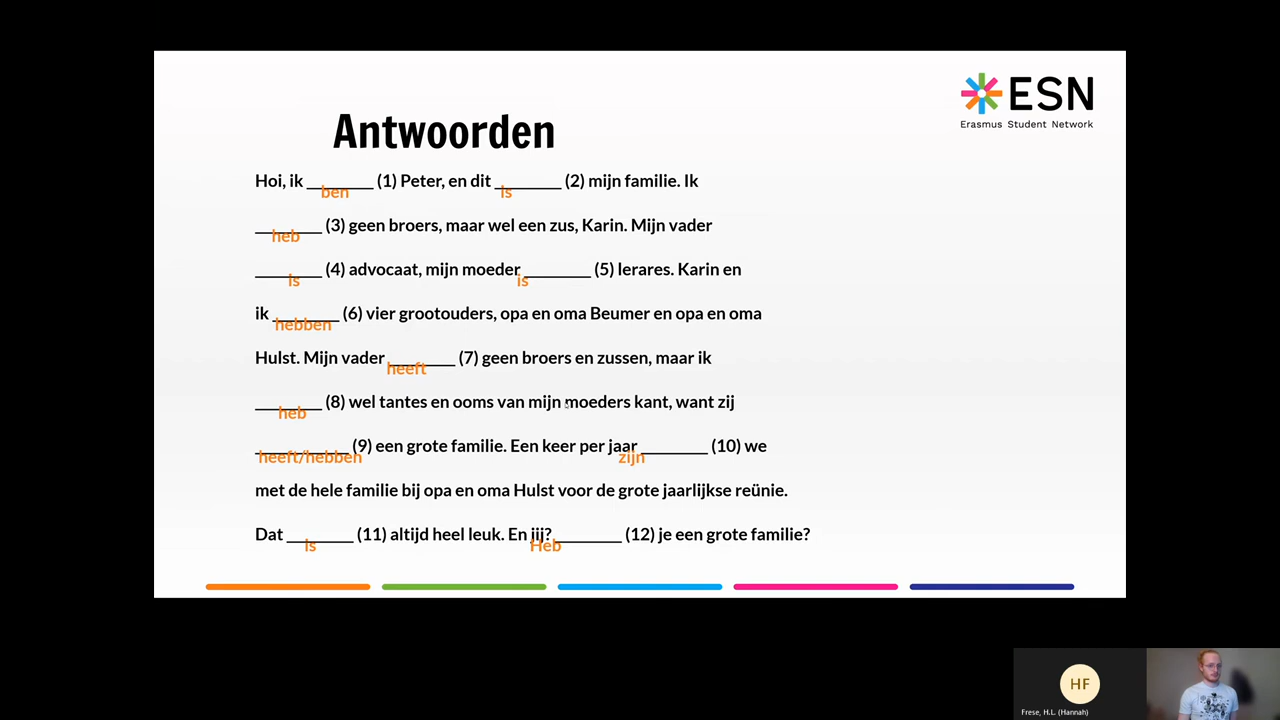 ESN
Erasmus Student Network
Antwoorden
Hoi, ik _______ (1) Peter, en dit _______ (2) mijn familie. Ik
ben is
_______ (3) geen broers, maar wel een zus, Karin. Mijn vader
heb
_______ (4) advocaat, mijn moeder _______ (5) lerares. Karin en
is is
ik _______ (6) vier grootouders, opa en oma Beumer en opa en oma
hebben
Hulst. Mijn vader _______ (7) geen broers en zussen, maar ik
heeft
_______ (8) wel tantes en ooms van mijn moeders kant, want zij
heb
__________ (9) een grote familie. Een keer per jaar _______ (10) we
heeft/hebben zijn
met de hele familie bij opa en oma Hulst voor de grote jaarlijkse reünie.
Dat _______ (11) altijd heel leuk. En jij? _______ (12) je een grote familie?
is Heb
HF
Frese, H.L. (Hannah)